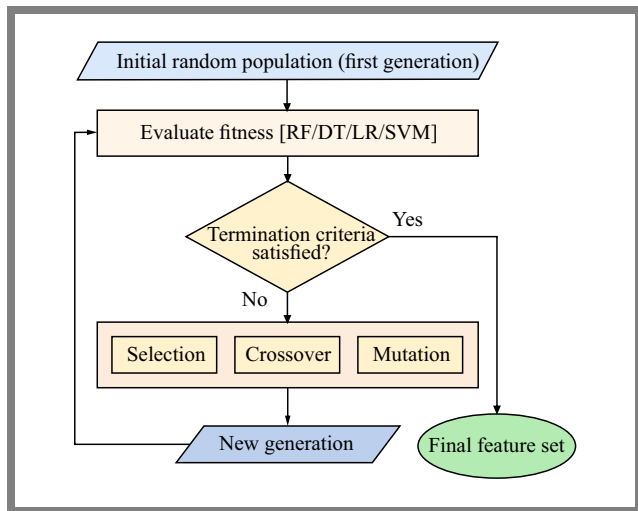 Initial random population (first generation)
Evaluate fitness [RF/DT/LR/SVM]
Termination criteria
satisfied?
Yes
No
Selection
Crossover
Mutation
New generation
Final feature set